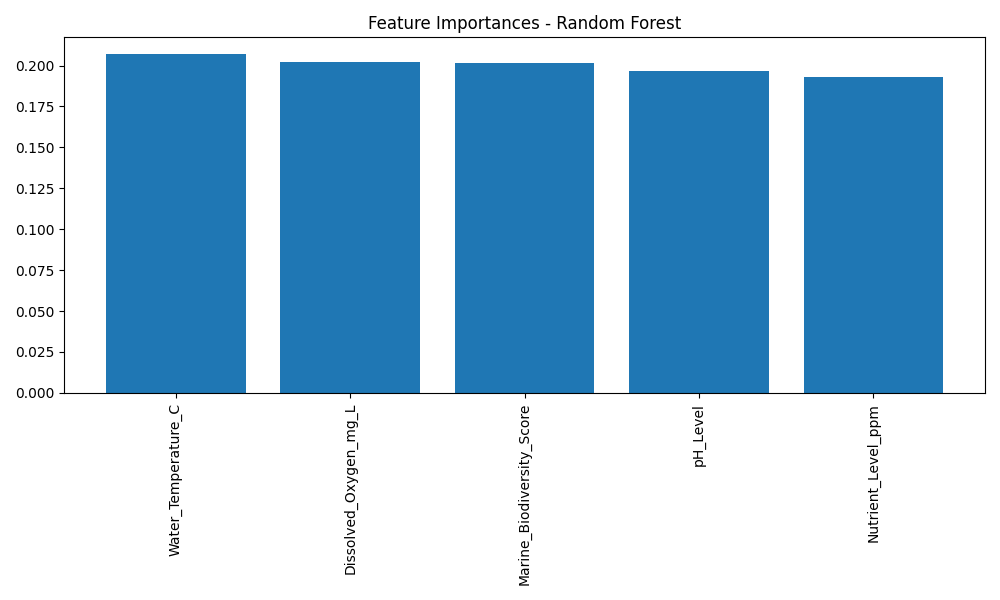 Feature Importances - Random Forest
0.200
0.175
0.150
0.125
0.100
0.075
0.050
0.025
0.000
Water_Temperature_C
Dissolved_Oxygen_mg_L
Marine_Biodiversity_Score
pH_Level
Nutrient_Level_ppm